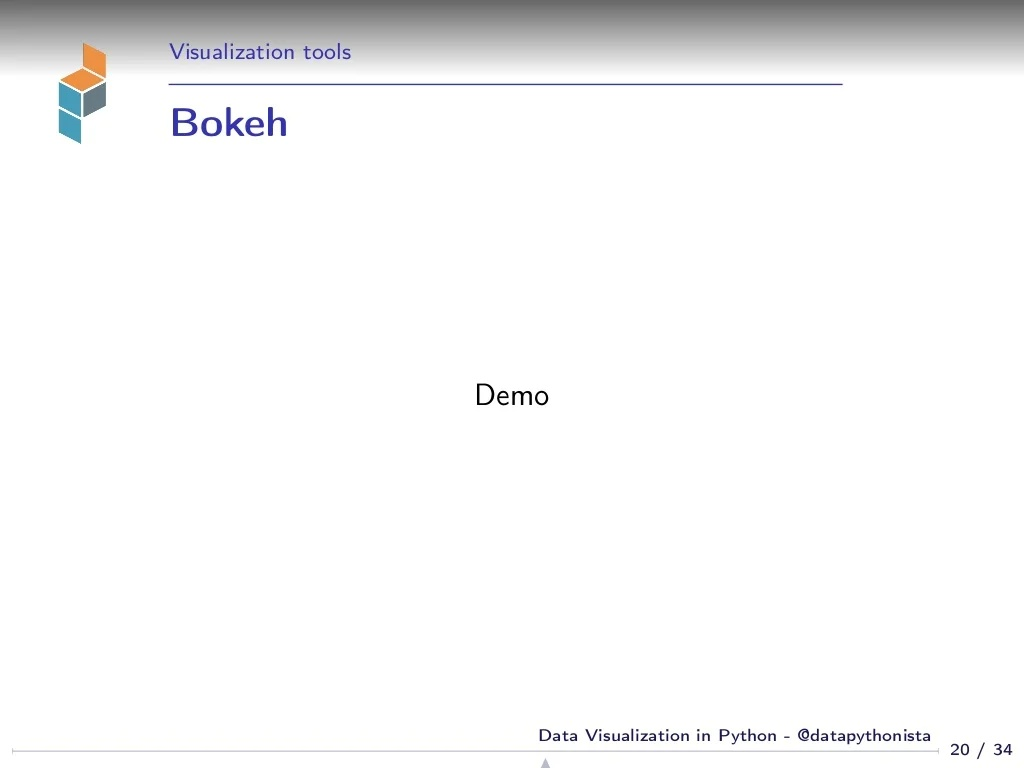 Visualization tools
Bokeh
Demo
Data Visualization in Python - @datapythonista
20 / 34